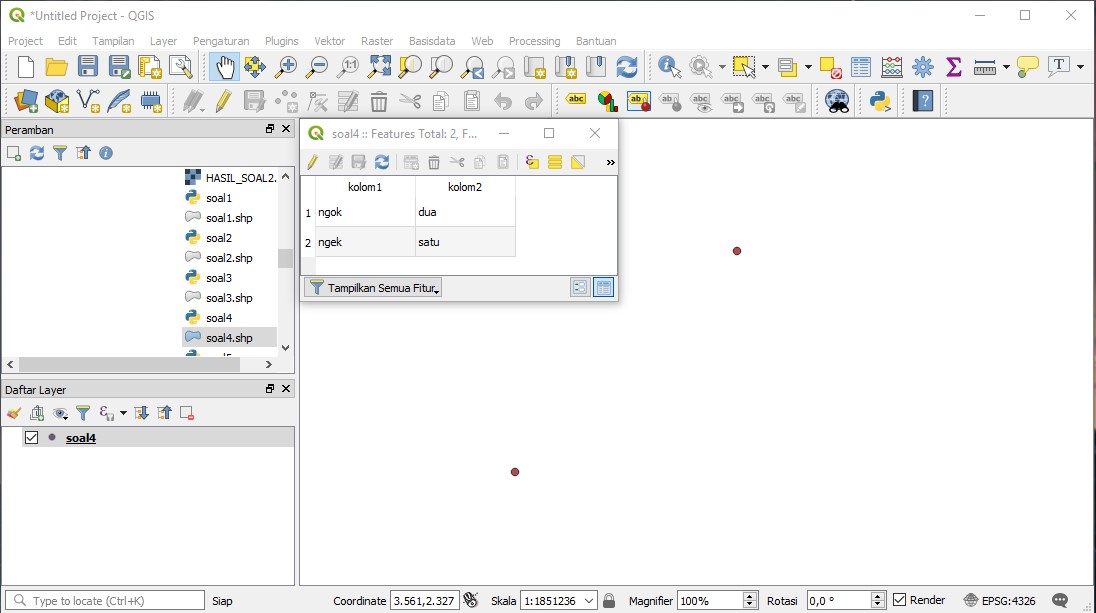 *Untitled Project - QGIS
Project Edit Tampilan Layer Pengaturan Plugins Vektor Raster Basisdata Web Processing Bantuan
Peramban
HASIL_SOAL2.
soal1
soal1.shp
soal2
soal2.shp
soal3
soal3.shp
soal4
soal4.shp
Daftar Layer
soal4
soal4 :: Features Total: 2, F...
kolom1 kolom2
1 ngok dua
2 ngek satu
Tampilkan Semua Fitur
Type to locate (Ctrl+K) Siap Coordinate 3.561,2.327 Skala 1:1851236 Magnifier 100% Rotasi 0,0 ° Render EPSG:4326